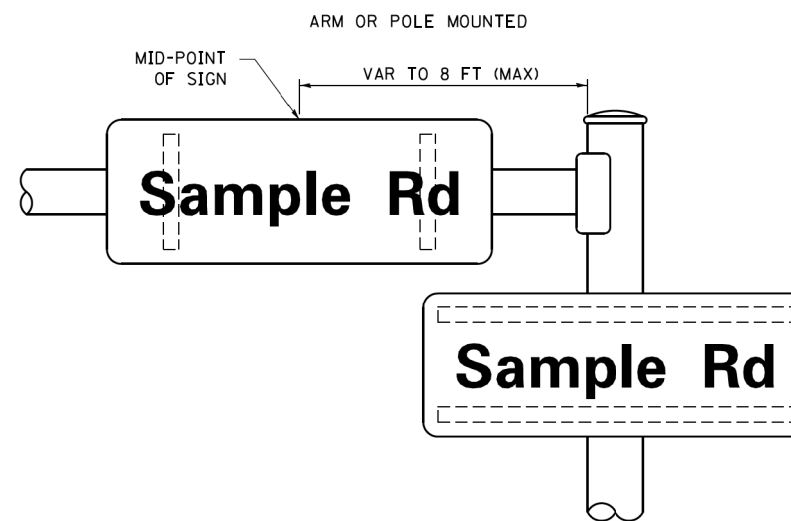 ARM OR POLE MOUNTED
MID-POINT
OF SIGN
VAR TO 8 FT (MAX)
Sample Rd
Sample Rd